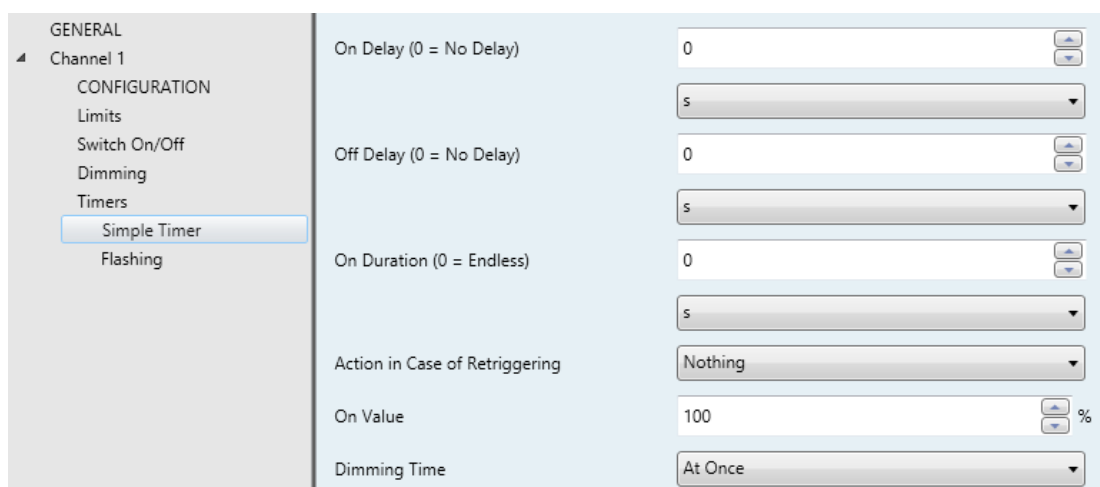 GENERAL
Channel 1
CONFIGURATION
Limits
Switch On/Off
Dimming
Timers
Simple Timer
Flashing
On Delay (0 = No Delay)
0
s
Off Delay (0 = No Delay)
0
s
On Duration (0 = Endless)
0
s
Action in Case of Retriggering
Nothing
On Value
100 %
Dimming Time
At Once